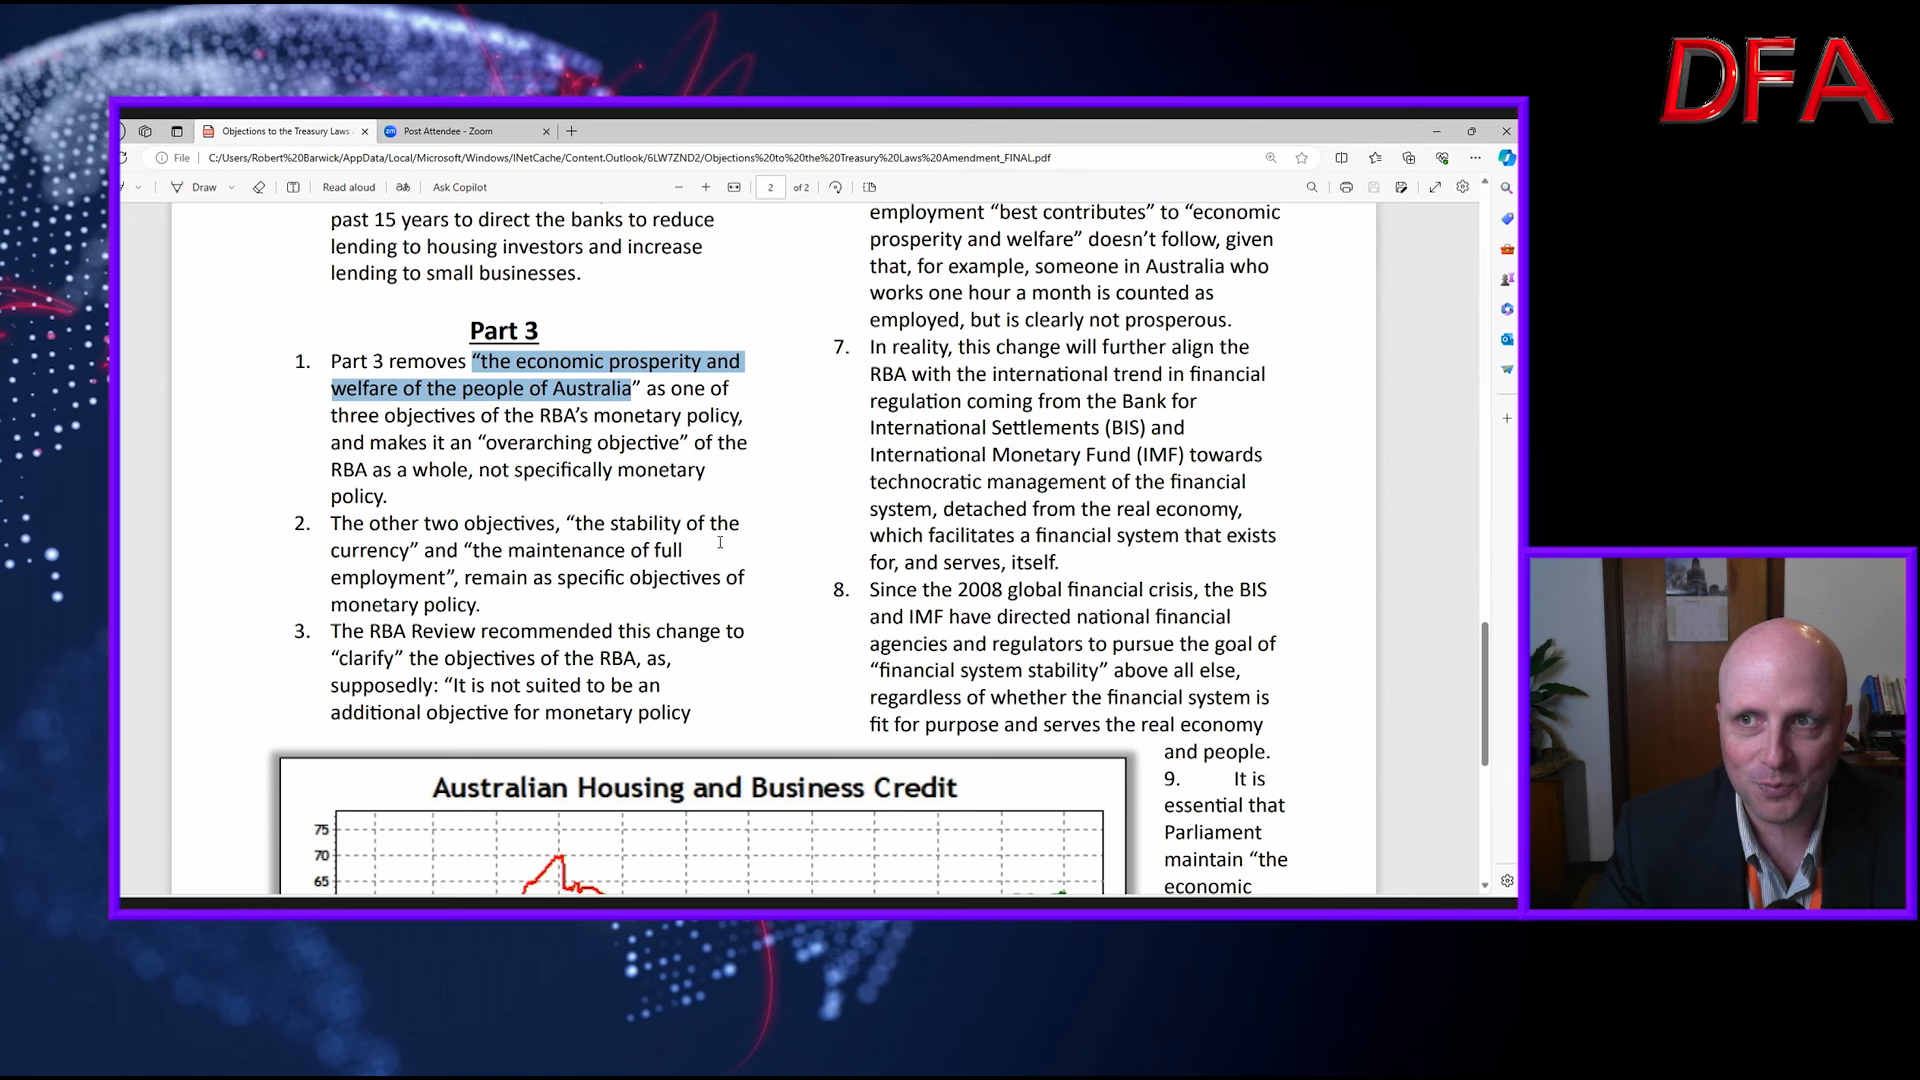 DFA
Objections to the Treasury Laws
Post Attendee - Zoom
File
C:/Users/Robert%20Barwick/AppData/Local/Microsoft/Windows/INetCache/Content.Outlook/6LW7ZND2/Objections%20to%20the%20Treasury%20Laws%20Amendment_FINAL.pdf
Draw
Read aloud
Ask Copilot
2 of 2
past 15 years to direct the banks to reduce
lending to housing investors and increase
lending to small businesses.
Part 3
1. Part 3 removes “the economic prosperity and
welfare of the people of Australia” as one of
three objectives of the RBA’s monetary policy,
and makes it an “overarching objective” of the
RBA as a whole, not specifically monetary
policy.
2. The other two objectives, “the stability of the
currency” and “the maintenance of full
employment”, remain as specific objectives of
monetary policy.
3. The RBA Review recommended this change to
“clarify” the objectives of the RBA, as,
supposedly: “It is not suited to be an
additional objective for monetary policy
employment “best contributes” to “economic
prosperity and welfare” doesn’t follow, given
that, for example, someone in Australia who
works one hour a month is counted as
employed, but is clearly not prosperous.
7. In reality, this change will further align the
RBA with the international trend in financial
regulation coming from the Bank for
International Settlements (BIS) and
International Monetary Fund (IMF) towards
technocratic management of the financial
system, detached from the real economy,
which facilitates a financial system that exists
for, and serves, itself.
8. Since the 2008 global financial crisis, the BIS
and IMF have directed national financial
agencies and regulators to pursue the goal of
“financial system stability” above all else,
regardless of whether the financial system is
fit for purpose and serves the real economy
and people.
9. It is
essential that
Parliament
maintain “the
economic
Australian Housing and Business Credit
75
70
65